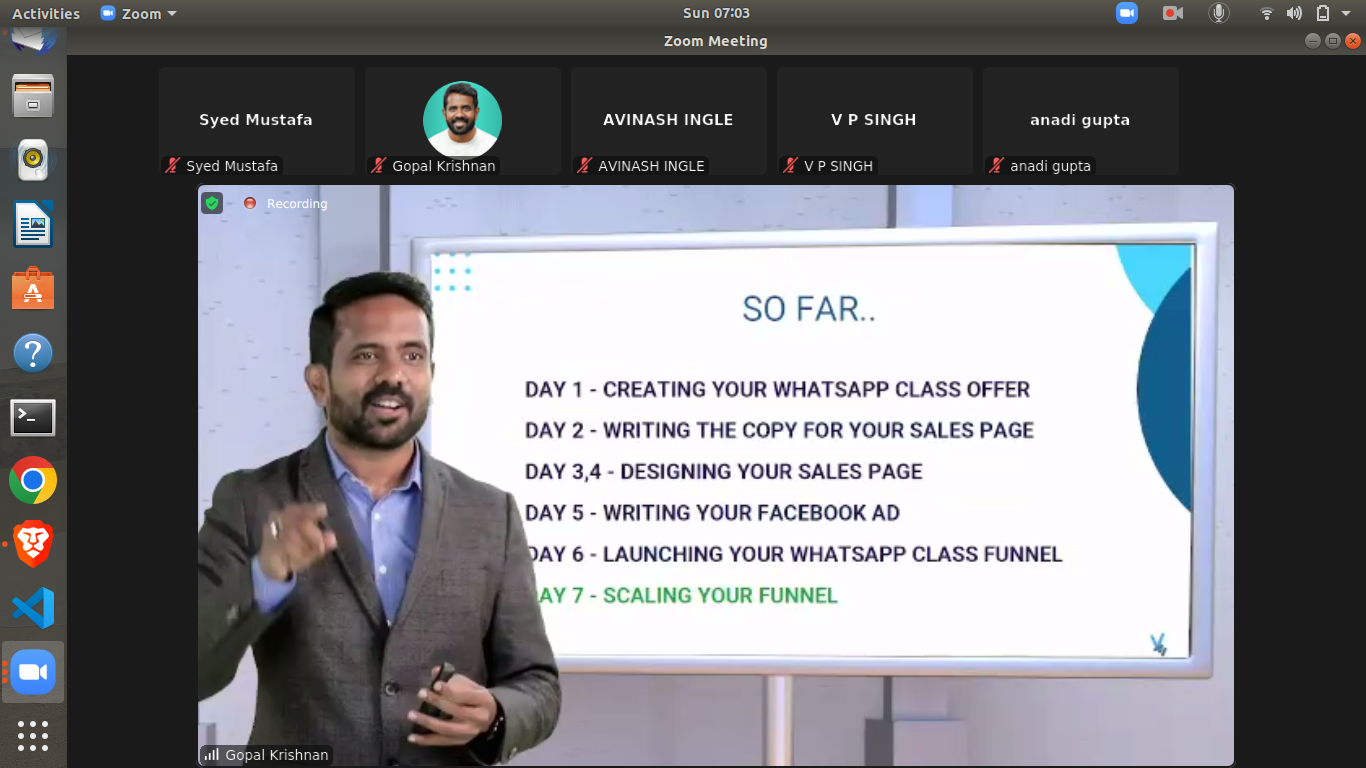 Activities
Zoom
Sun 07:03
Zoom Meeting
Syed Mustafa
AVINASH INGLE
V P SINGH
anadi gupta
Syed Mustafa
Gopal Krishnan
AVINASH INGLE
V P SINGH
anadi gupta
Recording
SO FAR..
DAY 1 - CREATING YOUR WHATSAPP CLASS OFFER
DAY 2 - WRITING THE COPY FOR YOUR SALES PAGE
DAY 3,4 - DESIGNING YOUR SALES PAGE
DAY 5 - WRITING YOUR FACEBOOK AD
DAY 6 - LAUNCHING YOUR WHATSAPP CLASS FUNNEL
DAY 7 - SCALING YOUR FUNNEL
Gopal Krishnan